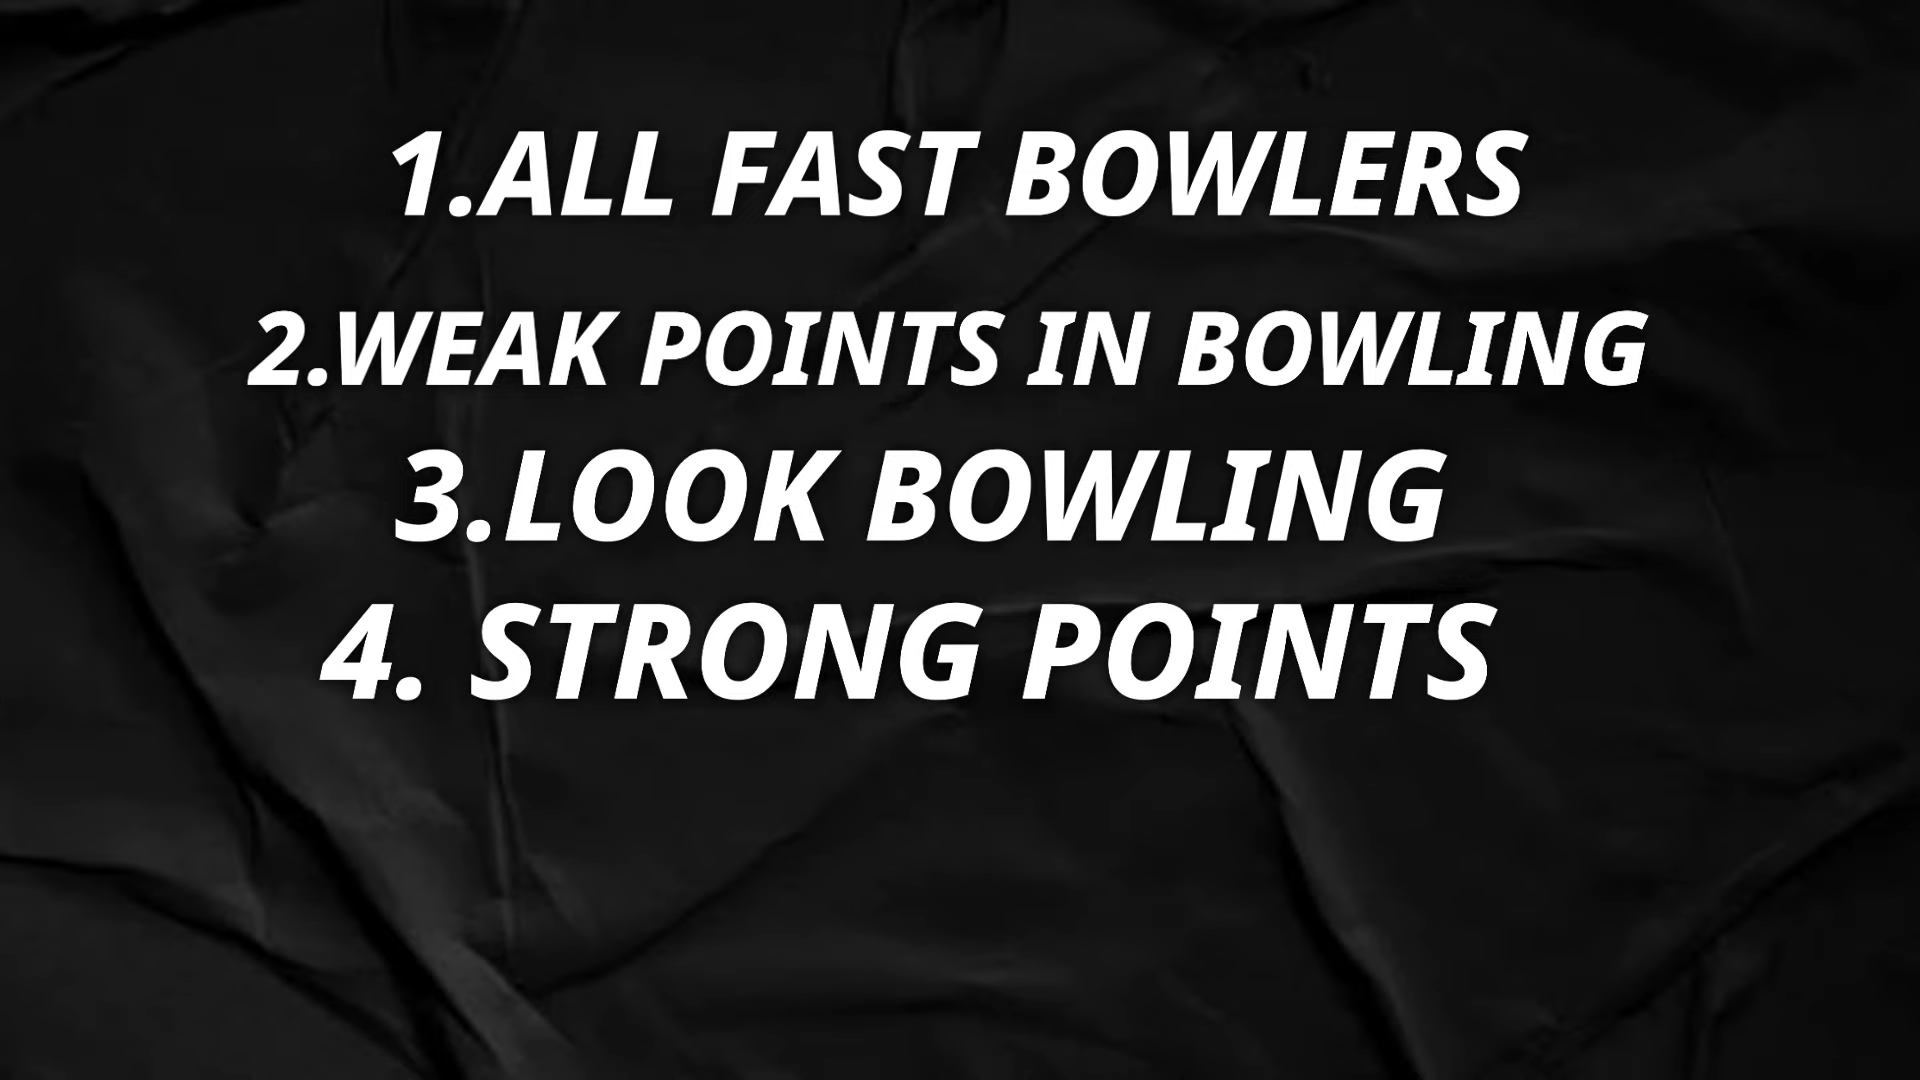 1.ALL FAST BOWLERS
2.WEAK POINTS IN BOWLING
3.LOOK BOWLING
4. STRONG POINTS